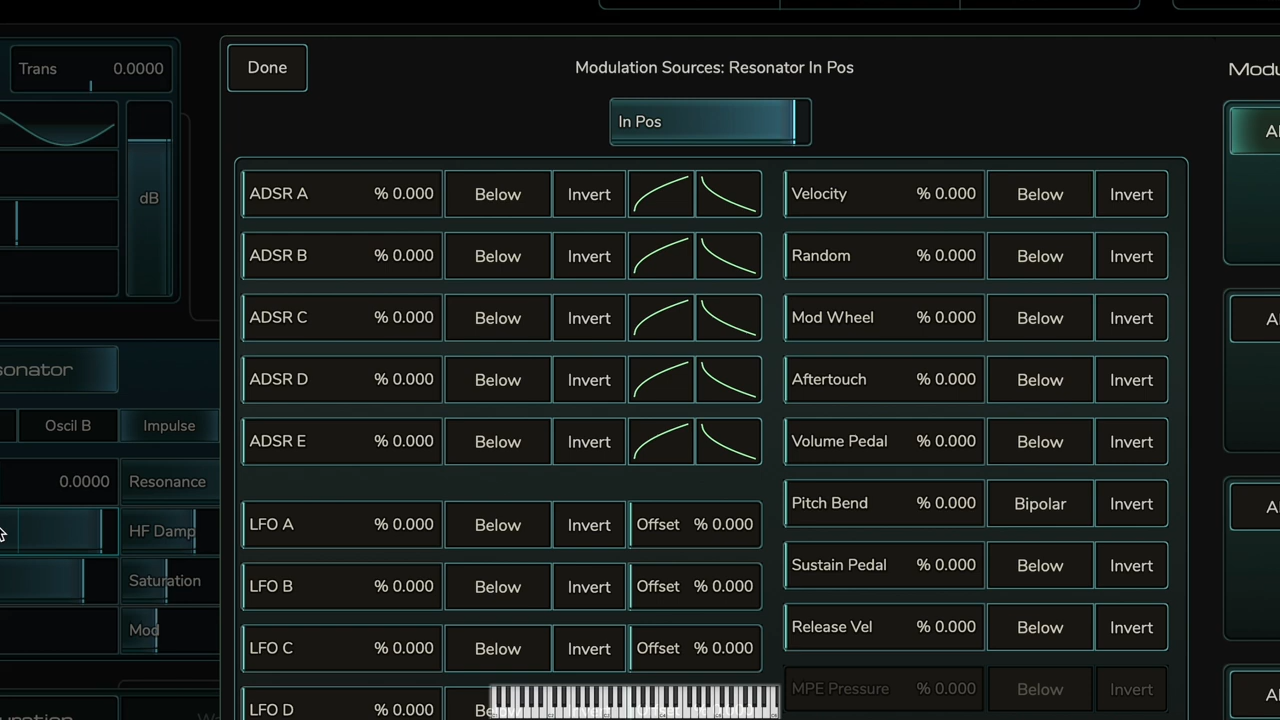 Trans 0.0000
dB
sonator
Oscil B Impulse
0.0000 Resonance
HF Damp
Saturation
Mod
Done
Modulation Sources: Resonator In Pos
In Pos
ADSR A % 0.000 Below Invert
ADSR B % 0.000 Below Invert
ADSR C % 0.000 Below Invert
ADSR D % 0.000 Below Invert
ADSR E % 0.000 Below Invert
LFO A % 0.000 Below Invert Offset % 0.000
LFO B % 0.000 Below Invert Offset % 0.000
LFO C % 0.000 Below Invert Offset % 0.000
LFO D % 0.000
Velocity % 0.000 Below Invert
Random % 0.000 Below Invert
Mod Wheel % 0.000 Below Invert
Aftertouch % 0.000 Below Invert
Volume Pedal % 0.000 Below Invert
Pitch Bend % 0.000 Bipolar Invert
Sustain Pedal % 0.000 Below Invert
Release Vel % 0.000 Below Invert
MPE Pressure % 0.000 Below Invert
Modu